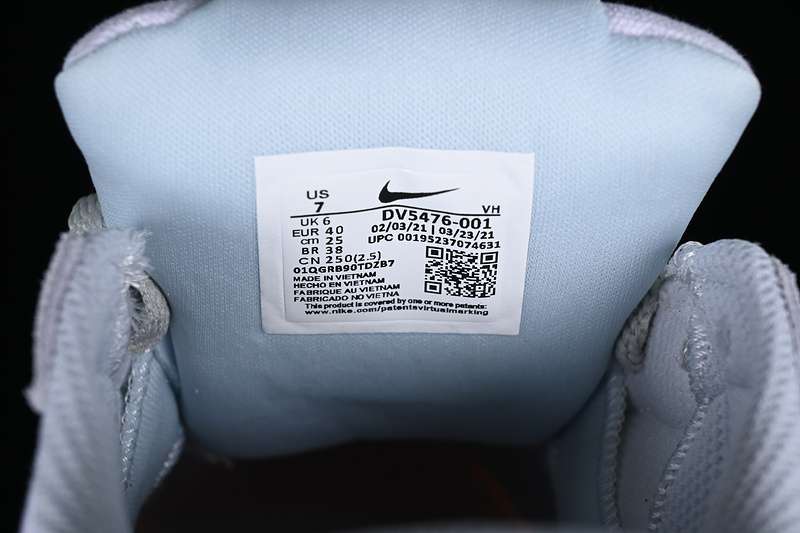 US
7
VH
UK 6
EUR 40
cm 25
BR 38
CN 250(2.5)
DV5476-001
02/03/21 | 03/23/21
UPC 00195237074631
01QGRB90TDZB7
MADE IN VIETNAM
HECHO EN VIETNAM
FABRIQUE AU VIETNAM
FABRICADO NO VIETNA
This product is covered by one or more patents:
www.nike.com/patentsvirtualmarking